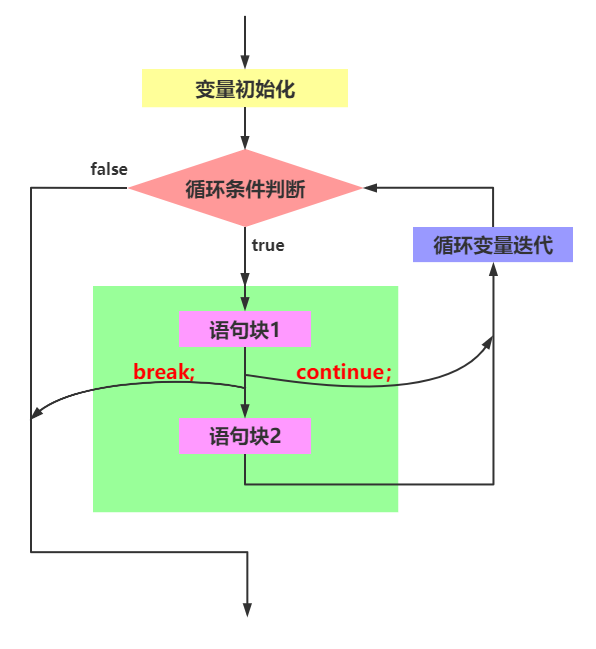 变量初始化
false
循环条件判断
true
循环变量迭代
语句块1
break;
continue；
语句块2